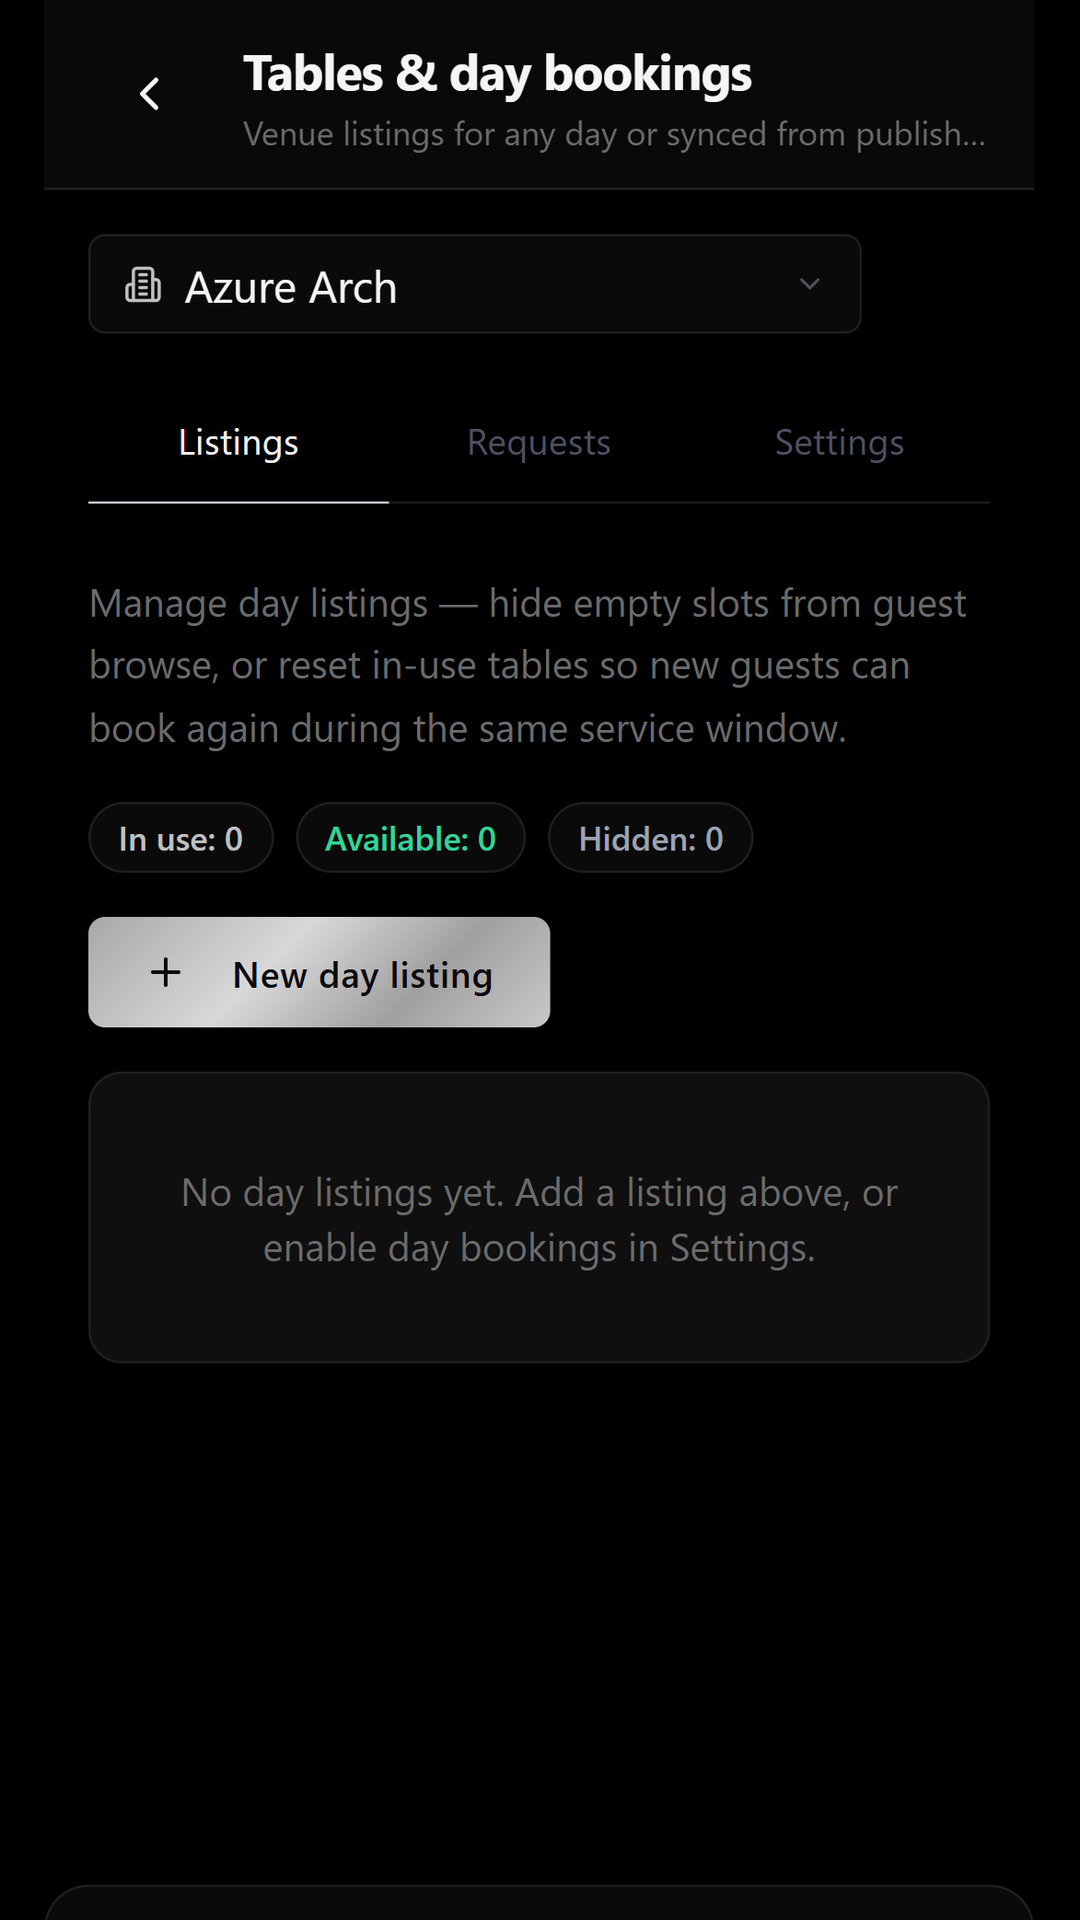 Tables & day bookings
Venue listings for any day or synced from publish...
Azure Arch
Listings
Requests
Settings
Manage day listings — hide empty slots from guest
browse, or reset in-use tables so new guests can
book again during the same service window.
In use: 0
Available: 0
Hidden: 0
New day listing
No day listings yet. Add a listing above, or
enable day bookings in Settings.